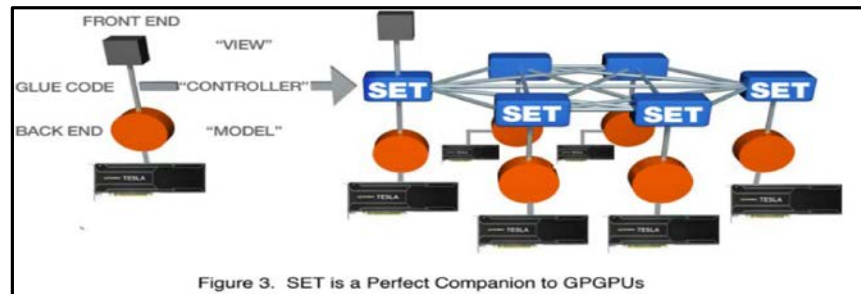 FRONT END
"VIEW"
GLUE CODE
"CONTROLLER"
BACK END
"MODEL"
TESLA
SET
SET
SET
SET
TESLA
TESLA
TESLA
TESLA
Figure 3. SET is a Perfect Companion to GPGPUs